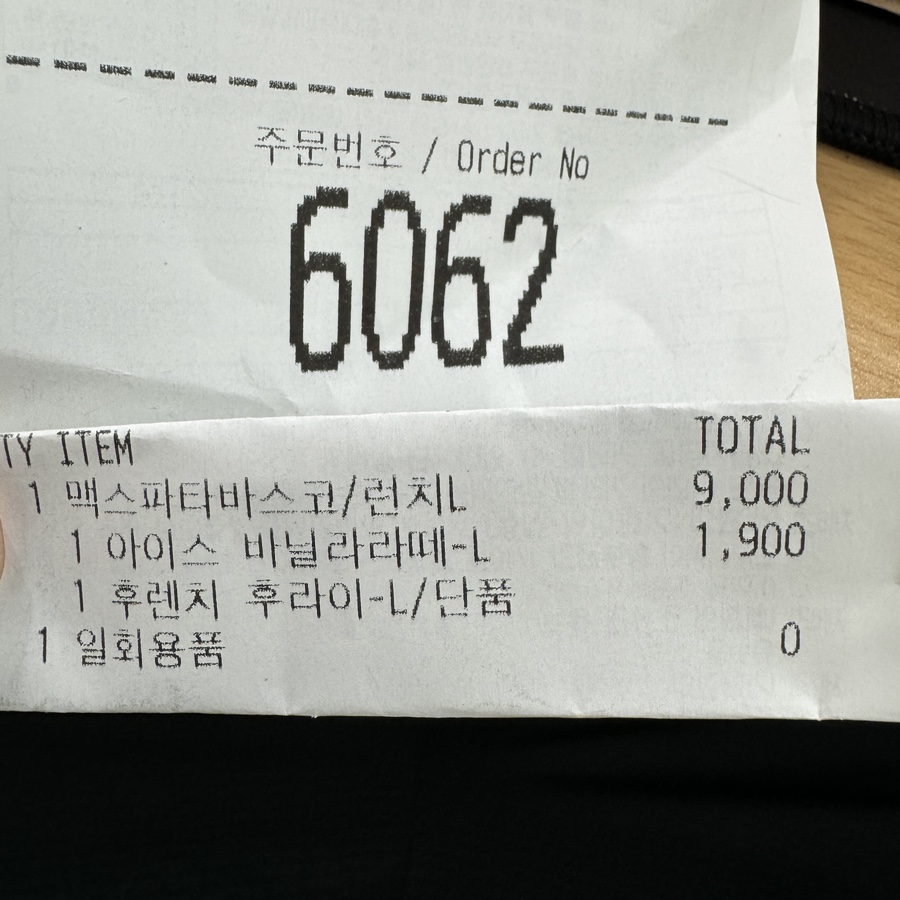 주문번호 / Order No
6062
TY ITEM TOTAL
1 맥스파타바스코/런치L 9,000
1 아이스 바닐라라떼-L 1,900
1 후렌치 후라이-L/단품
1 일회용품 0